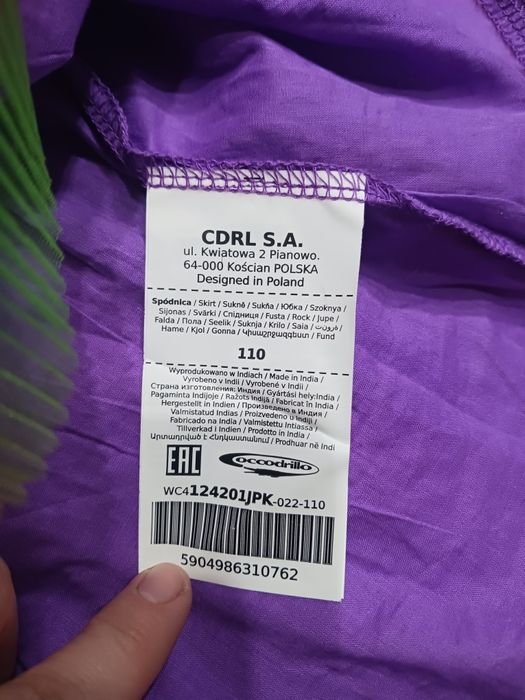 CDRL S.A.
ul. Kwiatowa 2 Pianowo.
64-000 Kościan POLSKA
Designed in Poland
Spódnica / Skirt / Sukně / Sukňa / Юбка / Szoknya /
Sijonas / Svārki / Спідниця / Fusta / Rock / Jupe /
Falda / Пола / Seelik / Suknja / Krilo / Saia /
Hame / Kjol / Gonna / / Fund
110
Wyprodukowano w Indiach / Made in India /
Vyrobeno v Indii / Vyrobené v Indii /
Страна изготовления: Индия / Gyártási hely:India /
Pagaminta Indijoje / Ražots Indijā / Fabricat în India /
Hergestellt in Indien / Произведено в Индия /
Valmistatud Indias / Proizvedeno u Indiji /
Fabricado na India / Valmistettu Intiassa /
Tillverkad i Indien / Prodotto in India /
Արտադրված է Հնդկաստանում / Prodhuar në Indi
EAC
coccodrillo
WC4124201JPK-022-110
5904986310762